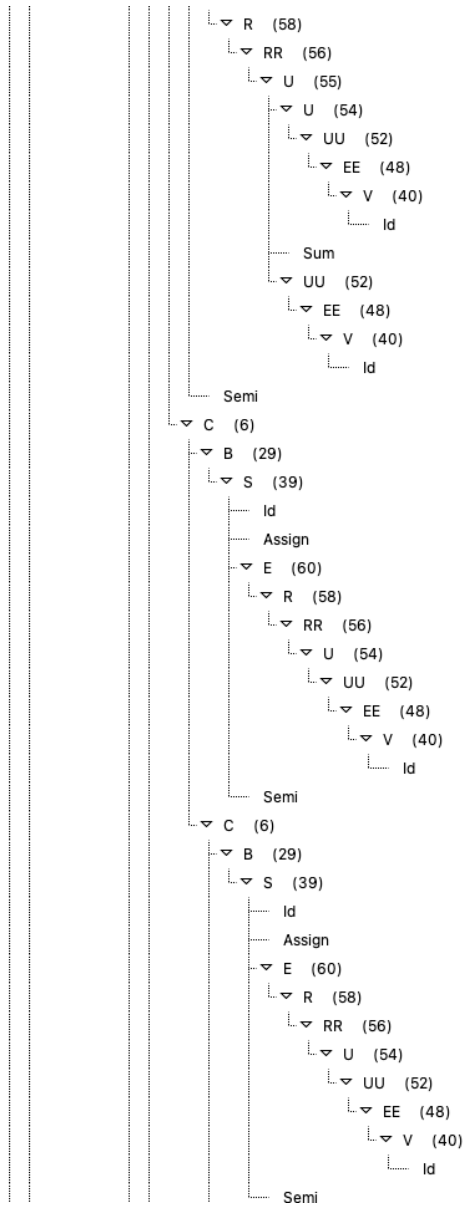 R (58)
RR (56)
U (55)
U (54)
UU (52)
EE (48)
V (40)
Id
Sum
UU (52)
EE (48)
V (40)
Id
Semi
C (6)
B (29)
S (39)
Id
Assign
E (60)
R (58)
RR (56)
U (54)
UU (52)
EE (48)
V (40)
Id
Semi
C (6)
B (29)
S (39)
Id
Assign
E (60)
R (58)
RR (56)
U (54)
UU (52)
EE (48)
V (40)
Id
Semi